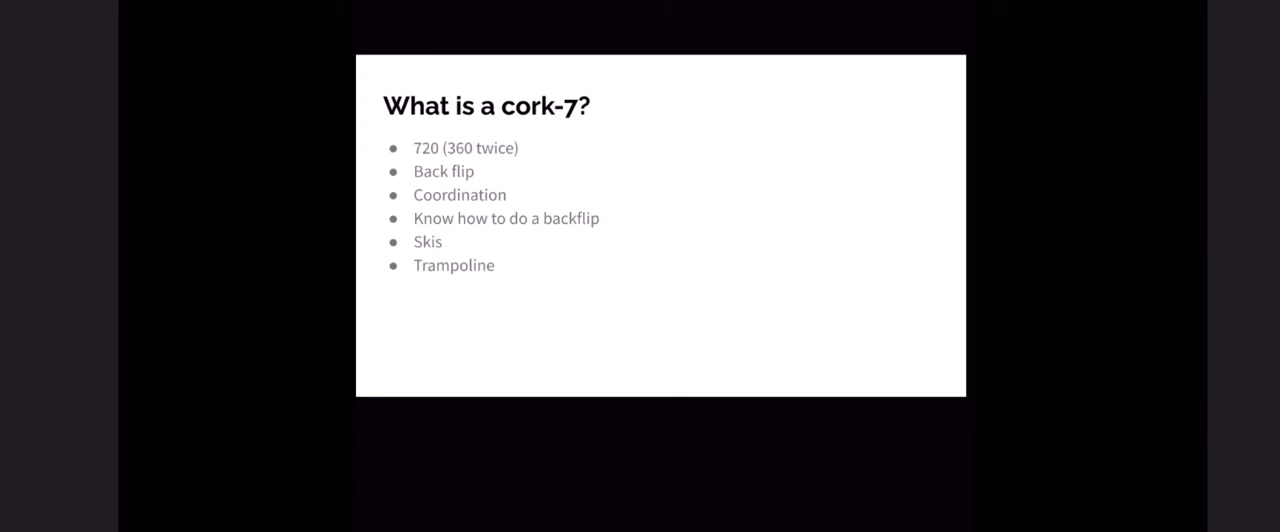 What is a cork-7?
● 720 (360 twice)
● Back flip
● Coordination
● Know how to do a backflip
● Skis
● Trampoline